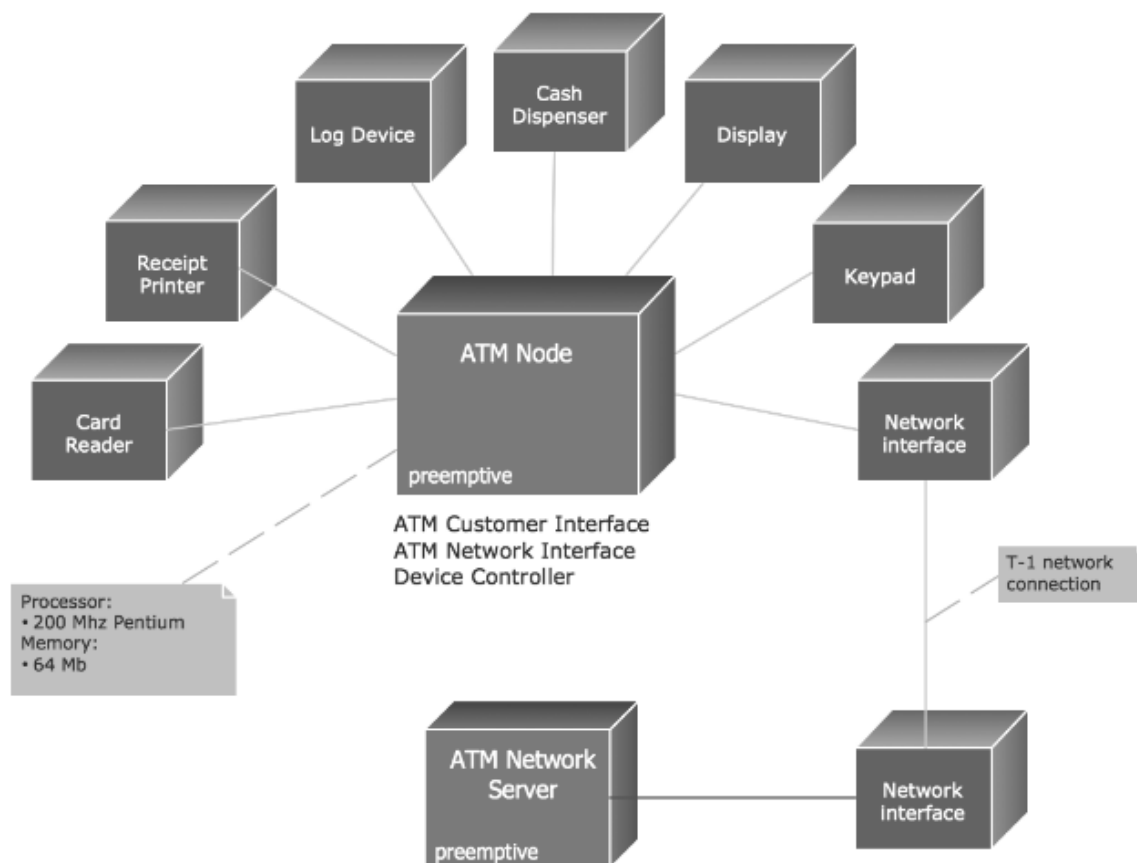 Cash
Dispenser
Log Device
Display
Receipt
Printer
Keypad
ATM Node
preemptive
Card
Reader
Network
interface
ATM Customer Interface
ATM Network Interface
Device Controller
T-1 network
connection
Processor:
• 200 Mhz Pentium
Memory:
• 64 Mb
ATM Network
Server
preemptive
Network
interface